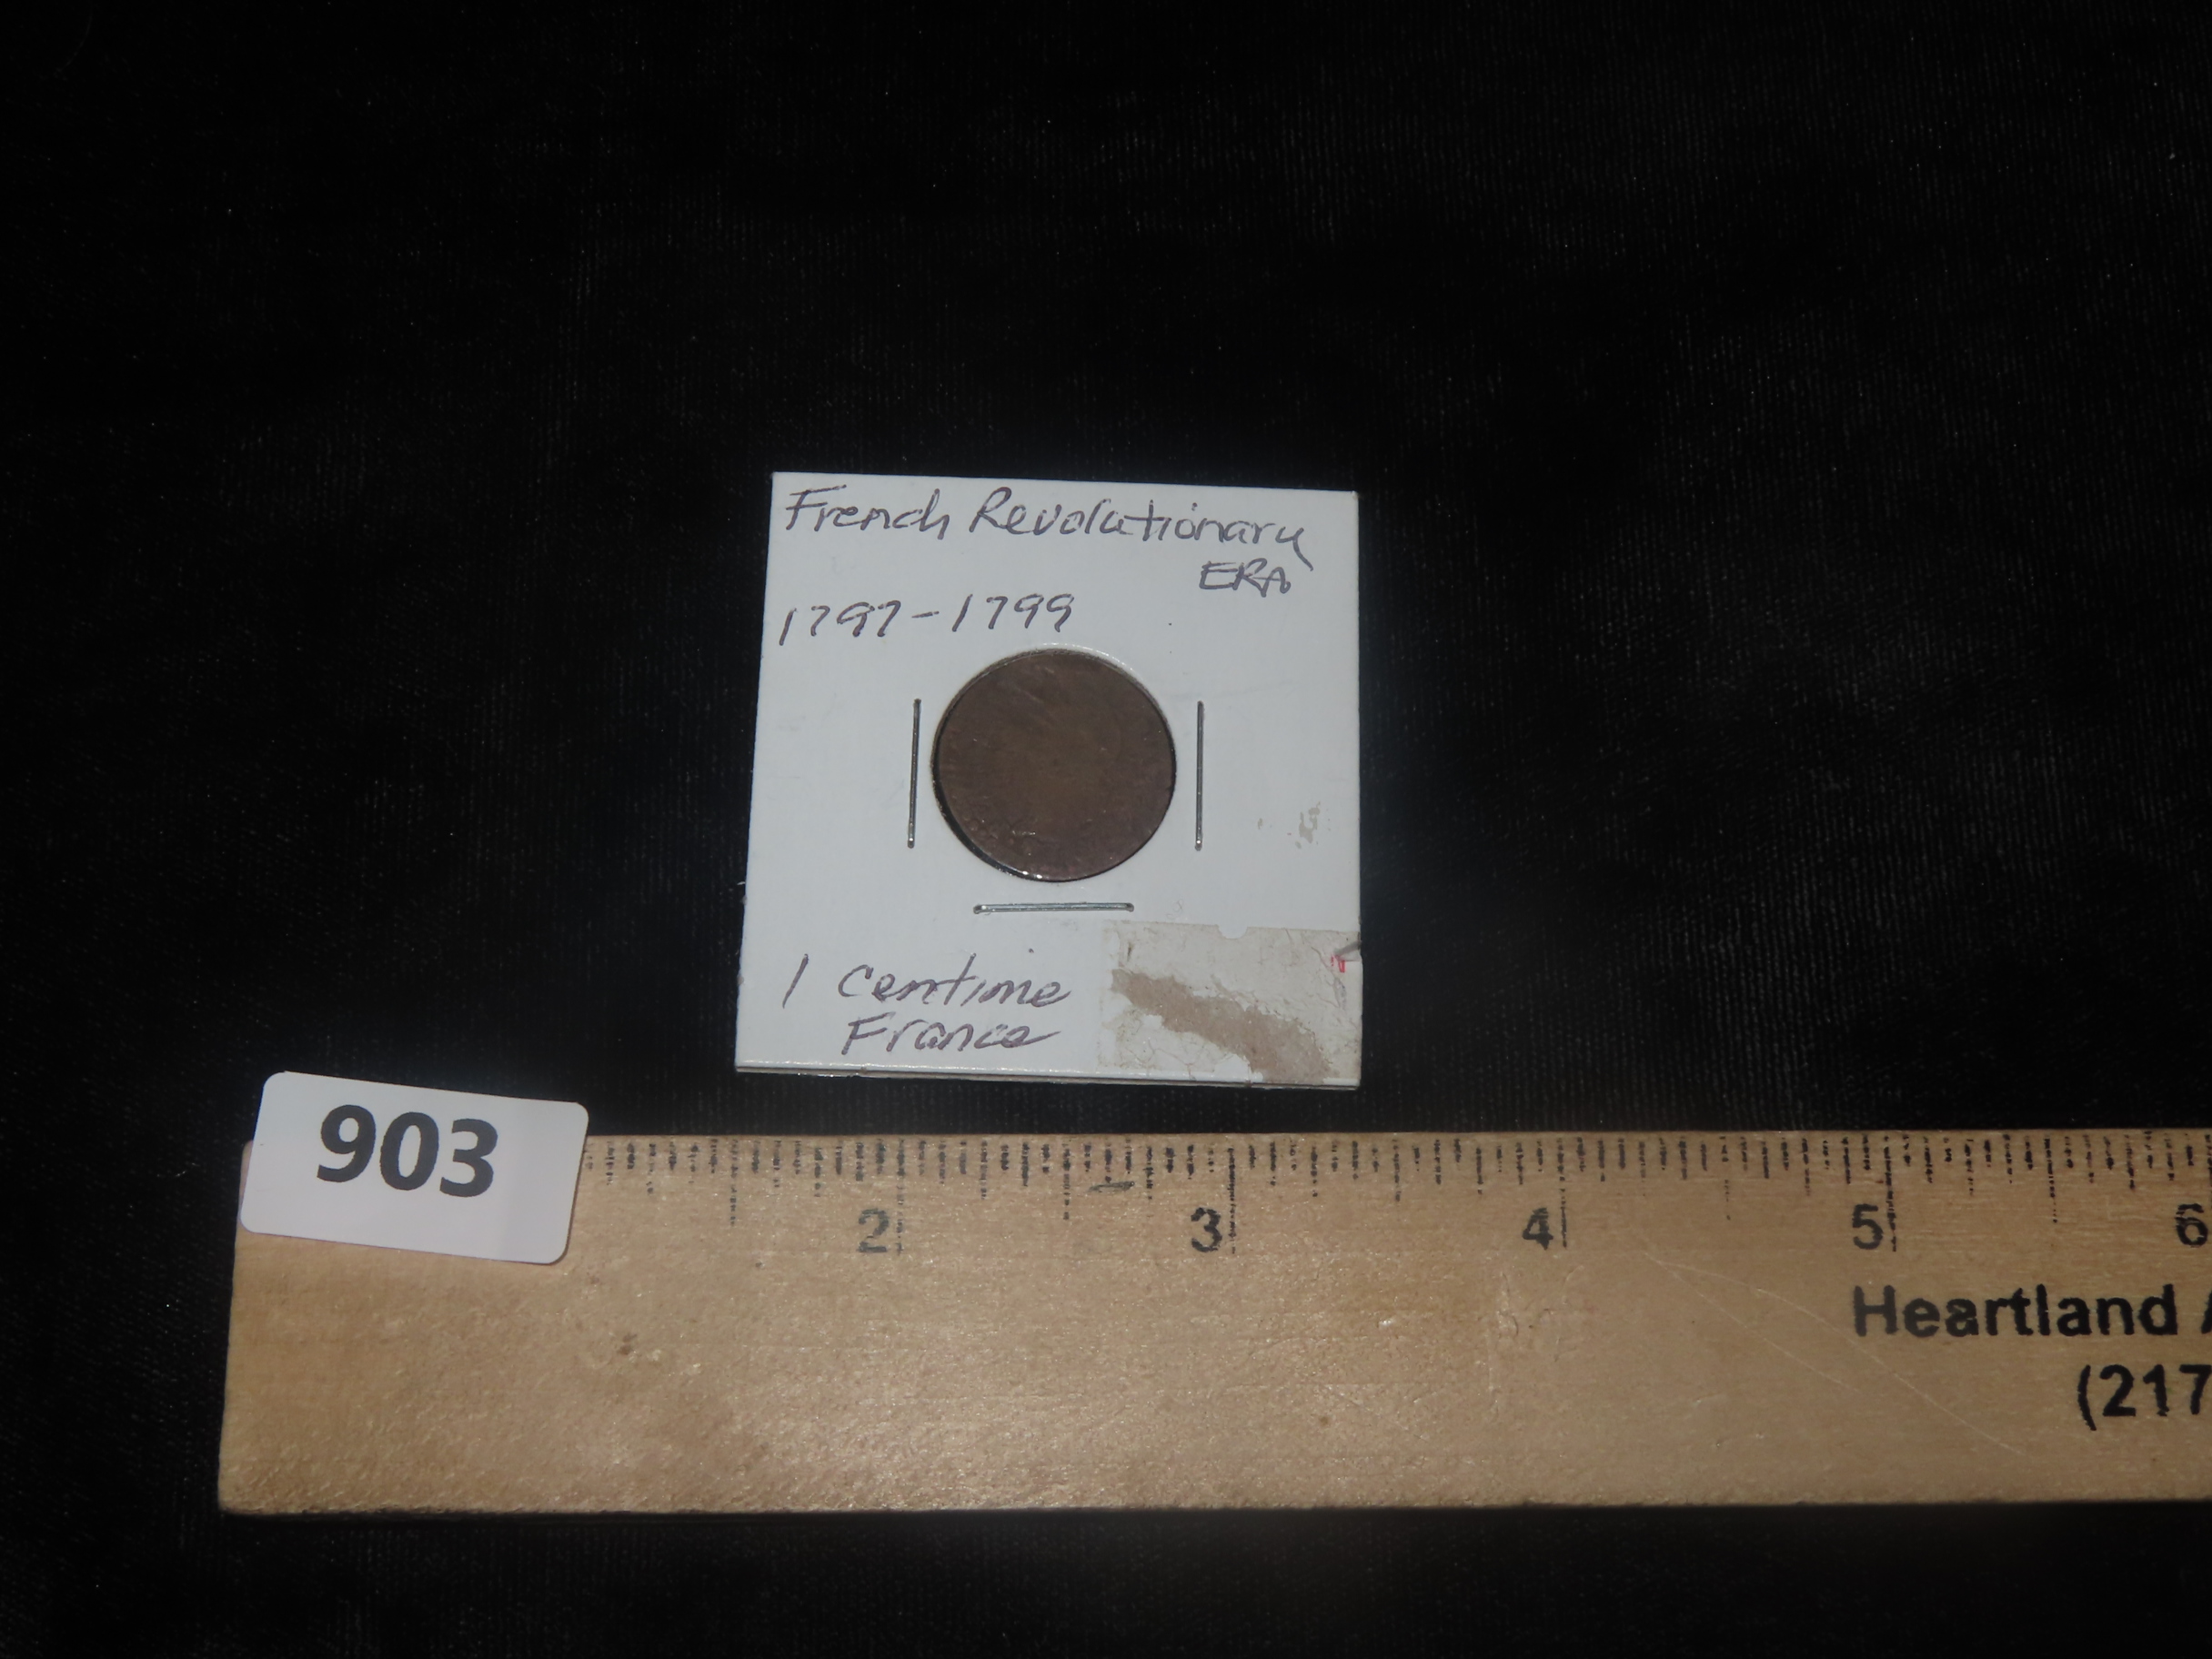 French Revolutionary
ERA
1797-1799
1 Centime
France
903
2 3 4 5 6
Heartland
(217